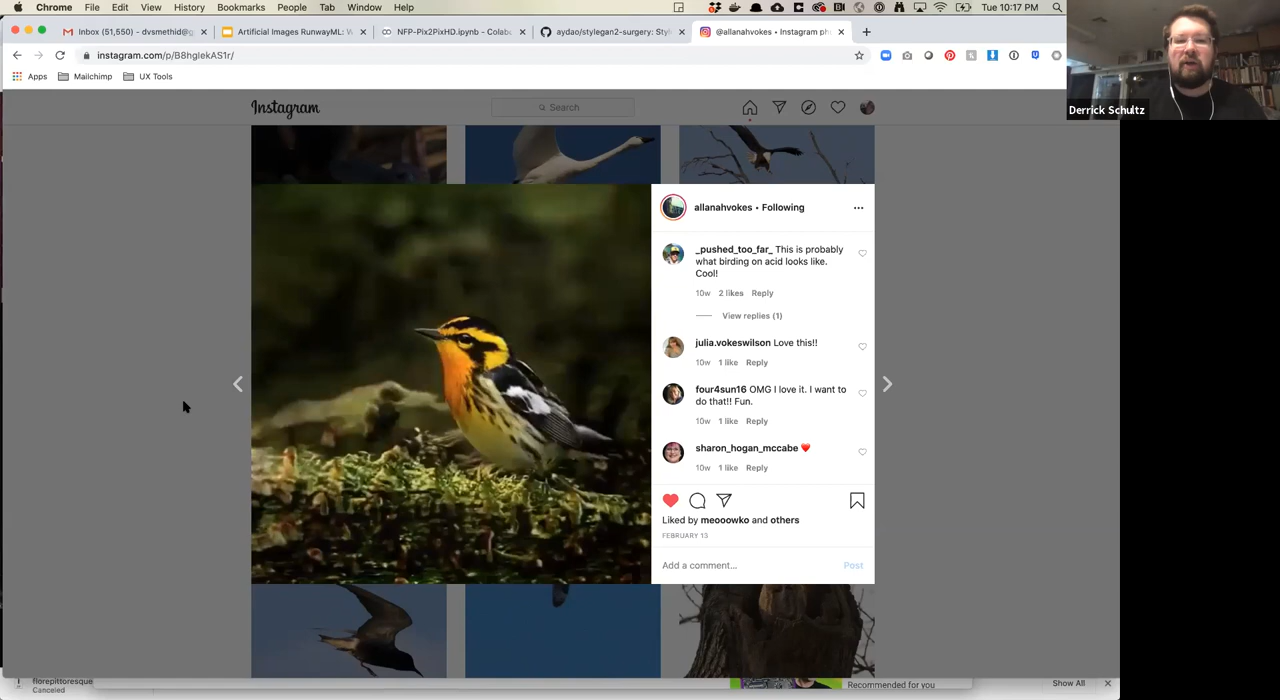 Chrome File Edit View History Bookmarks People Tab Window Help
Tue 10:17 PM
Inbox (51,550) - dvsmethid@g
Artificial Images RunwayML: W
NFP-Pix2PixHD.ipynb - Colabo
aydao/stylegan2-surgery: Style
@allanahvokes • Instagram pho
instagram.com/p/B8hglekAS1r/
Apps Mailchimp UX Tools
Derrick Schultz
Instagram
Search
allanahvokes • Following
_pushed_too_far_ This is probably
what birding on acid looks like.
Cool!
10w 2 likes Reply
View replies (1)
julia.vokeswilson Love this!!
10w 1 like Reply
four4sun16 OMG I love it. I want to
do that!! Fun.
10w 1 like Reply
sharon_hogan_mccabe ❤️
10w 1 like Reply
Liked by meooowko and others
FEBRUARY 13
Add a comment...
Post
florepittoresque
Canceled
Recommended for you
Show All